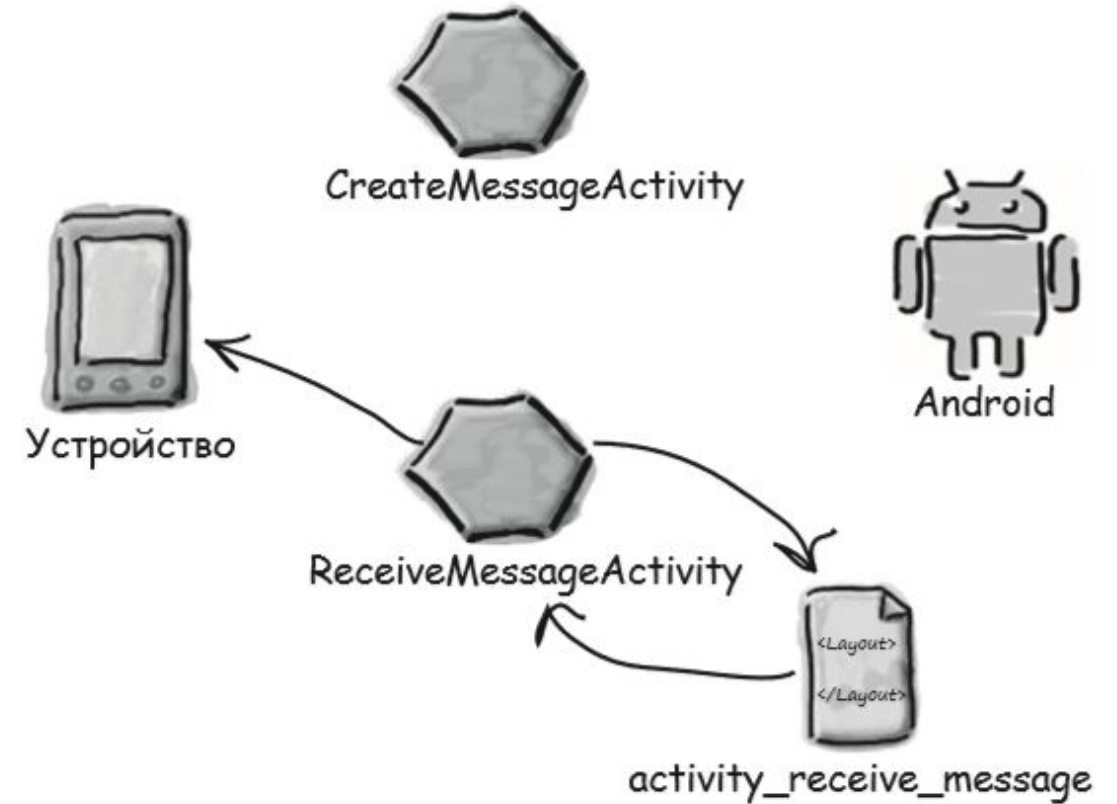 CreateMessageActivity
Android
Устройство
ReceiveMessageActivity
<Layout>
</Layout>
activity_receive_message